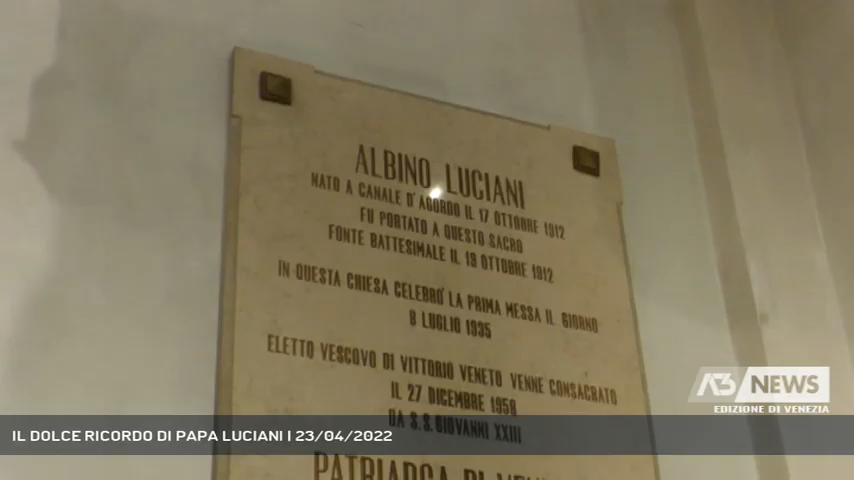 ALBINO LUCIANI
NATO A CANALE D'AGORDO IL 17 OTTOBRE 1912
FU PORTATO A QUESTO SACRO
FONTE BATTESIMALE IL 19 OTTOBRE 1912
IN QUESTA CHIESA CELEBRÒ LA PRIMA MESSA IL GIORNO
8 LUGLIO 1935
ELETTO VESCOVO DI VITTORIO VENETO VENNE CONSACRATO
IL 27 DICEMBRE 1958
DA S.S. GIOVANNI XXIII
PATRIARCA DI
A3 NEWS
EDIZIONE DI VENEZIA
IL DOLCE RICORDO DI PAPA LUCIANI | 23/04/2022